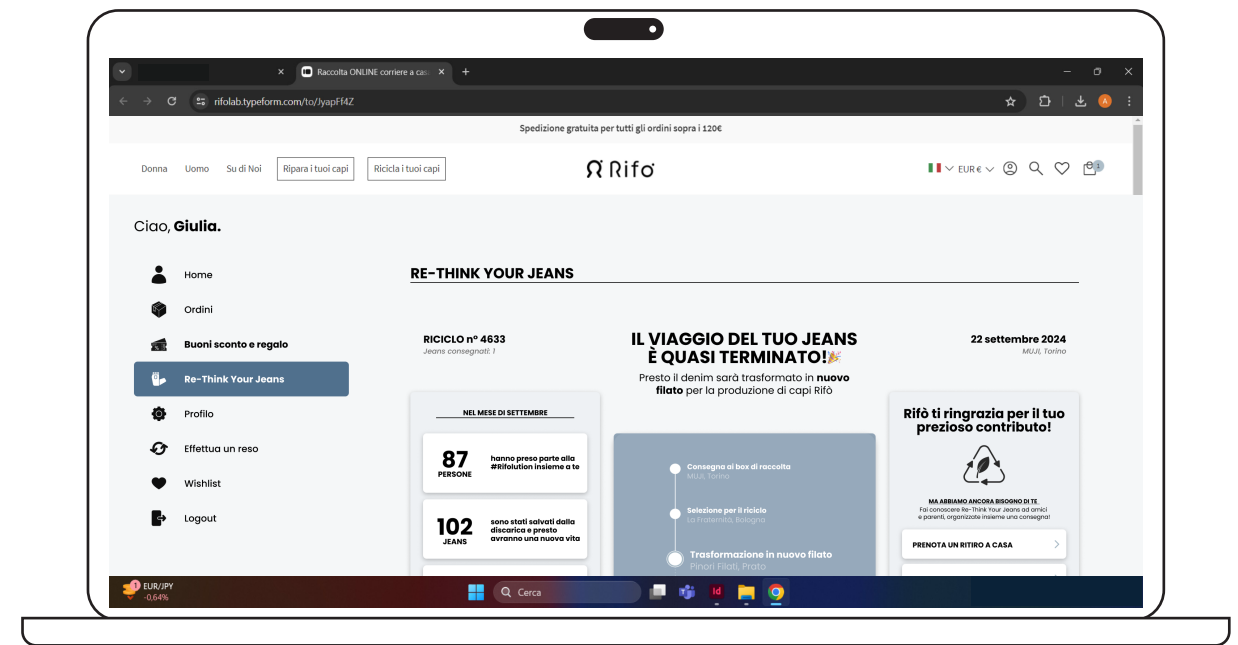 Raccolta ONLINE corriere a cas
rifolab.typeform.com/to/JyapFf4Z
A
Spedizione gratuita per tutti gli ordini sopra i 120€
Donna Uomo Su di Noi Ripara i tuoi capi Ricicla i tuoi capi
Rifò
EUR €
1
Ciao, Giulia.
Home
Ordini
Buoni sconto e regalo
Re-Think Your Jeans
Profilo
Effettua un reso
Wishlist
Logout
RE-THINK YOUR JEANS
RICICLO n° 4633
Jeans consegnati: 1
NEL MESE DI SETTEMBRE
87
PERSONE
hanno preso parte alla
#Rifolution insieme a te
102
JEANS
sono stati salvati dalla
discarica e presto
avranno una nuova vita
IL VIAGGIO DEL TUO JEANS
È QUASI TERMINATO!🎉
Presto il denim sarà trasformato in nuovo
filato per la produzione di capi Rifò
Consegna ai box di raccolta
MUJI, Torino
Selezione per il riciclo
La Fraternità, Bologna
Trasformazione in nuovo filato
Pinori Filati, Prato
22 settembre 2024
MUJI, Torino
Rifò ti ringrazia per il tuo
prezioso contributo!
MA ABBIAMO ANCORA BISOGNO DI TE
Fai conoscere Re-Think Your Jeans ad amici
e parenti, organizzate insieme una consegna!
PRENOTA UN RITIRO A CASA
1
EUR/JPY
-0,64%
Cerca
Id